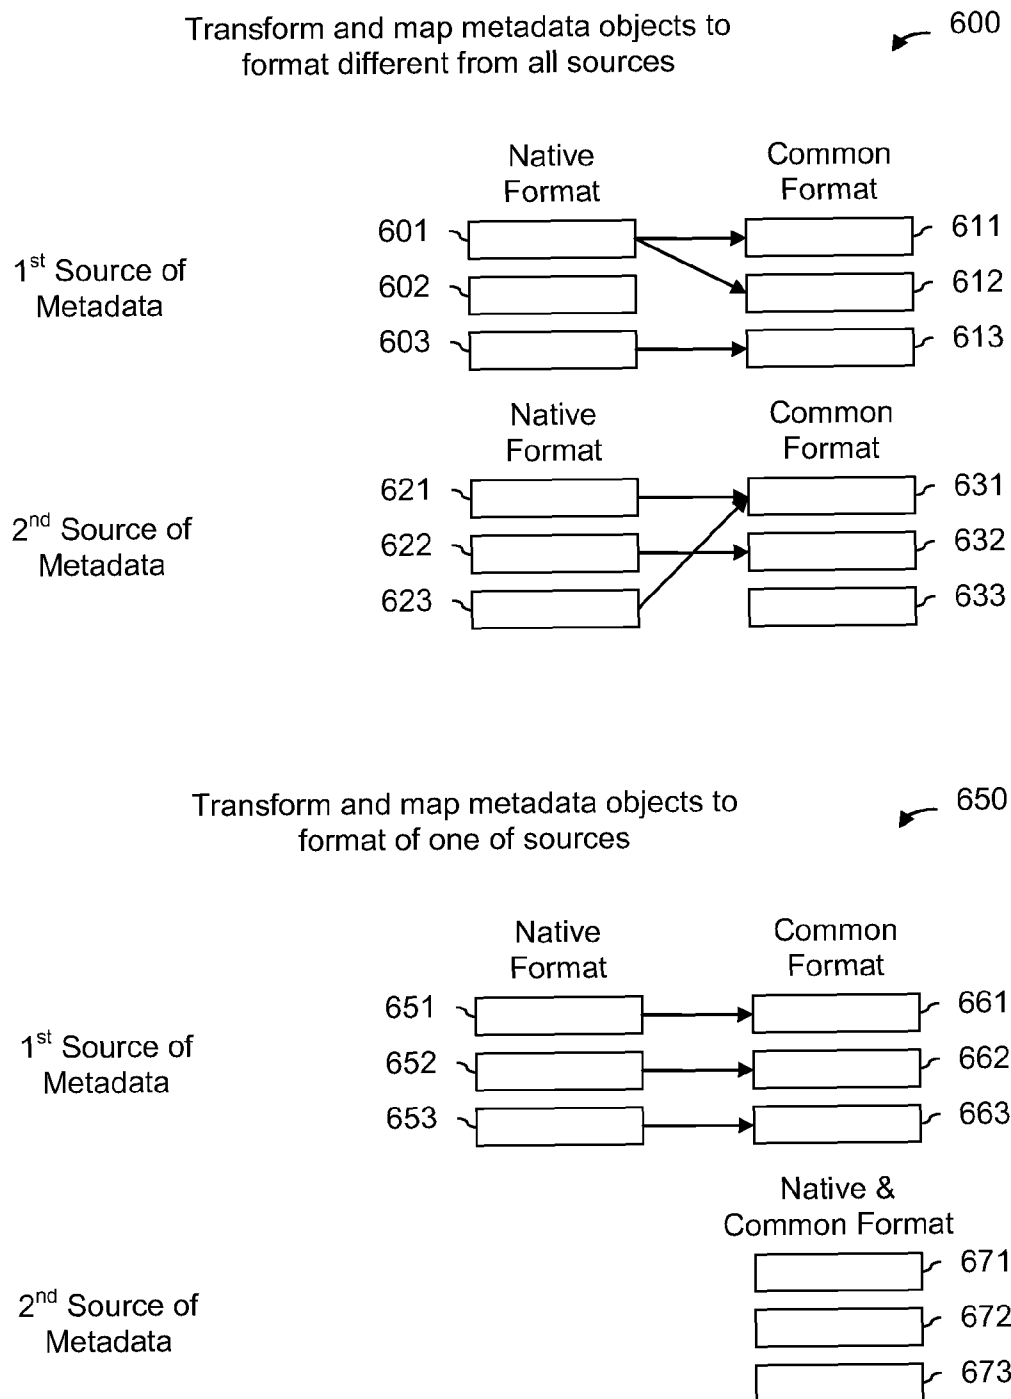 Transform and map metadata objects to
format different from all sources
600
Native
Format
Common
Format
1st Source of
Metadata
601
611
602
612
603
613
Native
Format
Common
Format
2nd Source of
Metadata
621
631
622
632
623
633
Transform and map metadata objects to
format of one of sources
650
Native
Format
Common
Format
1st Source of
Metadata
651
661
652
662
653
663
Native &
Common Format
2nd Source of
Metadata
671
672
673